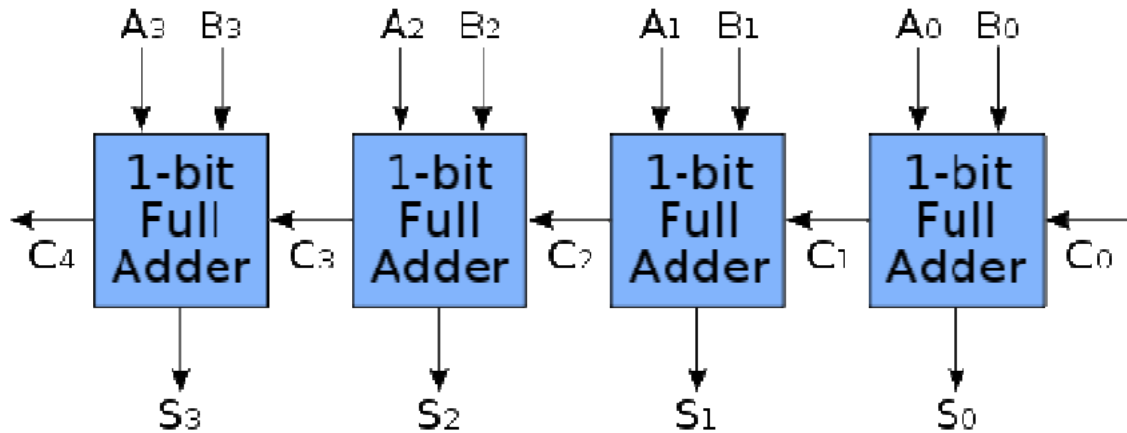 A3 B3 A2 B2 A1 B1 A0 B0
1-bit Full Adder
1-bit Full Adder
1-bit Full Adder
1-bit Full Adder
C4 C3 C2 C1 C0
S3 S2 S1 S0